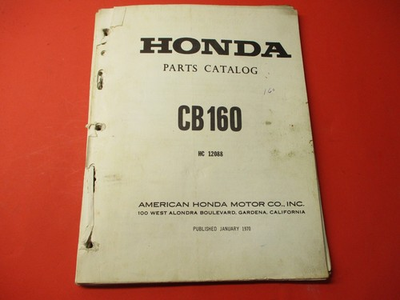 HONDA
PARTS CATALOG
CB160
HC 12088
AMERICAN HONDA MOTOR CO., INC.
100 WEST ALONDRA BOULEVARD, GARDENA, CALIFORNIA
PUBLISHED JANUARY 1970